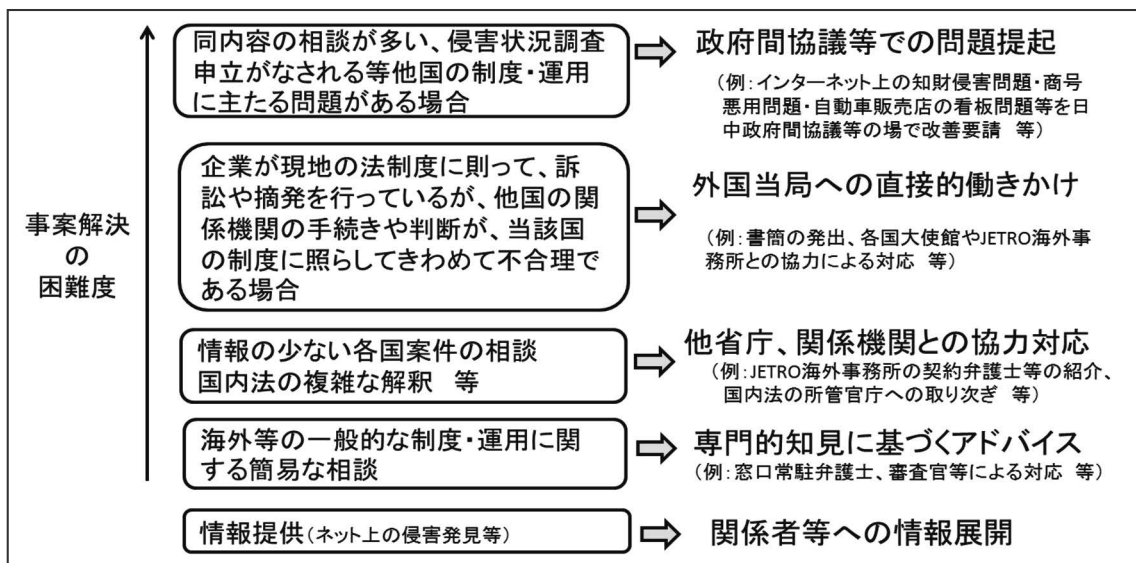 事案解決
の
困難度
同内容の相談が多い、侵害状況調査
申立がなされる等他国の制度・運用
に主たる問題がある場合
政府間協議等での問題提起
(例:インターネット上の知財侵害問題・商号
悪用問題・自動車販売店の看板問題等を日
中政府間協議等の場で改善要請 等)
企業が現地の法制度に則って、訴
訟や摘発を行っているが、他国の関
係機関の手続きや判断が、当該国
の制度に照らしてきわめて不合理で
ある場合
外国当局への直接的働きかけ
(例:書簡の発出、各国大使館やJETRO海外事
務所との協力による対応 等)
情報の少ない各国案件の相談
国内法の複雑な解釈 等
他省庁、関係機関との協力対応
(例:JETRO海外事務所の契約弁護士等の紹介、
国内法の所管官庁への取り次ぎ 等)
海外等の一般的な制度・運用に関
する簡易な相談
専門的知見に基づくアドバイス
(例:窓口常駐弁護士、審査官等による対応 等)
情報提供(ネット上の侵害発見等)
関係者等への情報展開